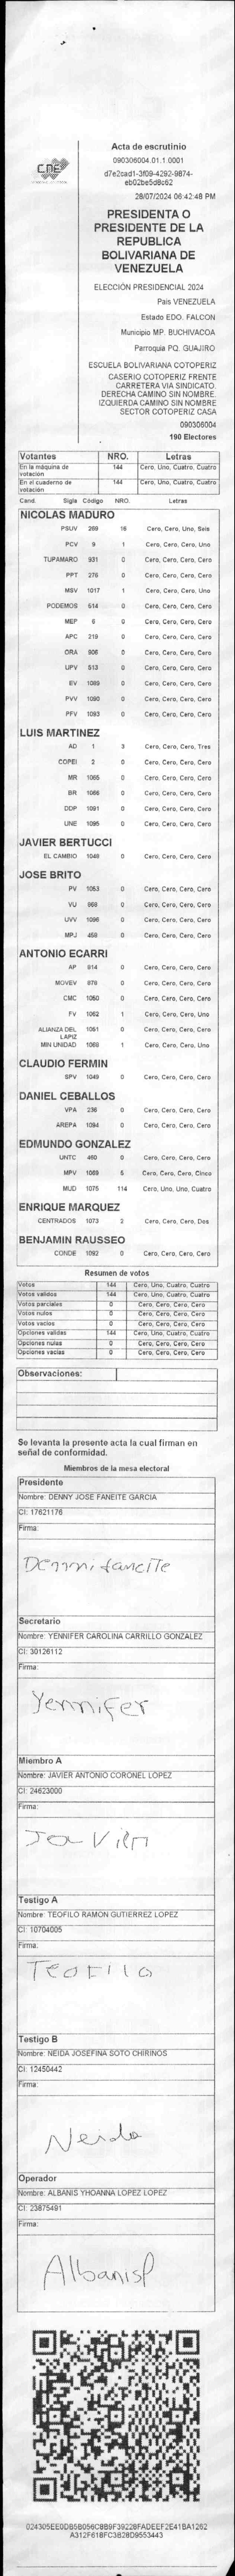 CNE
Acta de escrutinio
090306004.01.1.0001
d7e2cad1-3f09-4292-9874-
eb02be5d8c62
28/07/2024 06:42:48 PM
PRESIDENTA O
PRESIDENTE DE LA
REPUBLICA
BOLIVARIANA DE
VENEZUELA
ELECCIÓN PRESIDENCIAL 2024
Pais VENEZUELA
Estado EDO. FALCON
Municipio MP. BUCHIVACOA
Parroquia PQ. GUAJIRO
ESCUELA BOLIVARIANA COTOPERIZ
CASERIO COTOPERIZ FRENTE
CARRETERA VIA SINDICATO.
DERECHA CAMINO SIN NOMBRE.
IZQUIERDA CAMINO SIN NOMBRE
SECTOR COTOPERIZ CASA
090306004
190 Electores
Votantes NRO. Letras
En la máquina de votación 144 Cero, Uno, Cuatro, Cuatro
En el cuaderno de votación 144 Cero, Uno, Cuatro, Cuatro
Cand. Sigla Código NRO. Letras
NICOLAS MADURO
PSUV 269 16 Cero, Cero, Uno, Seis
PCV 9 1 Cero, Cero, Cero, Uno
TUPAMARO 931 0 Cero, Cero, Cero, Cero
PPT 276 0 Cero, Cero, Cero, Cero
MSV 1017 1 Cero, Cero, Cero, Uno
PODEMOS 514 0 Cero, Cero, Cero, Cero
MEP 6 0 Cero, Cero, Cero, Cero
APC 219 0 Cero, Cero, Cero, Cero
ORA 906 0 Cero, Cero, Cero, Cero
UPV 513 0 Cero, Cero, Cero, Cero
EV 1089 0 Cero, Cero, Cero, Cero
PVV 1090 0 Cero, Cero, Cero, Cero
PFV 1093 0 Cero, Cero, Cero, Cero
LUIS MARTINEZ
AD 1 3 Cero, Cero, Cero, Tres
COPEI 2 0 Cero, Cero, Cero, Cero
MR 1065 0 Cero, Cero, Cero, Cero
BR 1066 0 Cero, Cero, Cero, Cero
DDP 1091 0 Cero, Cero, Cero, Cero
UNE 1095 0 Cero, Cero, Cero, Cero
JAVIER BERTUCCI
EL CAMBIO 1048 0 Cero, Cero, Cero, Cero
JOSE BRITO
PV 1053 0 Cero, Cero, Cero, Cero
VU 868 0 Cero, Cero, Cero, Cero
UVV 1096 0 Cero, Cero, Cero, Cero
MPJ 458 0 Cero, Cero, Cero, Cero
ANTONIO ECARRI
AP 814 0 Cero, Cero, Cero, Cero
MOVEV 878 0 Cero, Cero, Cero, Cero
CMC 1050 0 Cero, Cero, Cero, Cero
FV 1062 1 Cero, Cero, Cero, Uno
ALIANZA DEL LAPIZ 1061 0 Cero, Cero, Cero, Cero
MIN UNIDAD 1068 1 Cero, Cero, Cero, Uno
CLAUDIO FERMIN
SPV 1049 0 Cero, Cero, Cero, Cero
DANIEL CEBALLOS
VPA 236 0 Cero, Cero, Cero, Cero
AREPA 1094 0 Cero, Cero, Cero, Cero
EDMUNDO GONZALEZ
UNTC 460 0 Cero, Cero, Cero, Cero
MPV 1069 5 Cero, Cero, Cero, Cinco
MUD 1075 114 Cero, Uno, Uno, Cuatro
ENRIQUE MARQUEZ
CENTRADOS 1073 2 Cero, Cero, Cero, Dos
BENJAMIN RAUSSEO
CONDE 1092 0 Cero, Cero, Cero, Cero
Resumen de votos
Votos 144 Cero, Uno, Cuatro, Cuatro
Votos validos 144 Cero, Uno, Cuatro, Cuatro
Votos parciales 0 Cero, Cero, Cero, Cero
Votos nulos 0 Cero, Cero, Cero, Cero
Votos vacios 0 Cero, Cero, Cero, Cero
Opciones validas 144 Cero, Uno, Cuatro, Cuatro
Opciones nulas 0 Cero, Cero, Cero, Cero
Opciones vacias 0 Cero, Cero, Cero, Cero
Observaciones:
Se levanta la presente acta la cual firman en
señal de conformidad.
Miembros de la mesa electoral
Presidente
Nombre: DENNY JOSE FANEITE GARCIA
CI: 17621176
Firma:
Secretario
Nombre: YENNIFER CAROLINA CARRILLO GONZALEZ
CI: 30126112
Firma:
Yennifer
Miembro A
Nombre: JAVIER ANTONIO CORONEL LOPEZ
CI: 24623000
Firma:
Testigo A
Nombre: TEOFILO RAMON GUTIERREZ LOPEZ
CI: 10704005
Firma:
Teofilo
Testigo B
Nombre: NEIDA JOSEFINA SOTO CHIRINOS
CI: 12450442
Firma:
Neida
Operador
Nombre: ALBANIS YHOANNA LOPEZ LOPEZ
CI: 23875491
Firma:
Albanisl
024305EE0DB5B056C8B9F39228FADEEF2E41BA1262
A312F61BFC3828D9553443